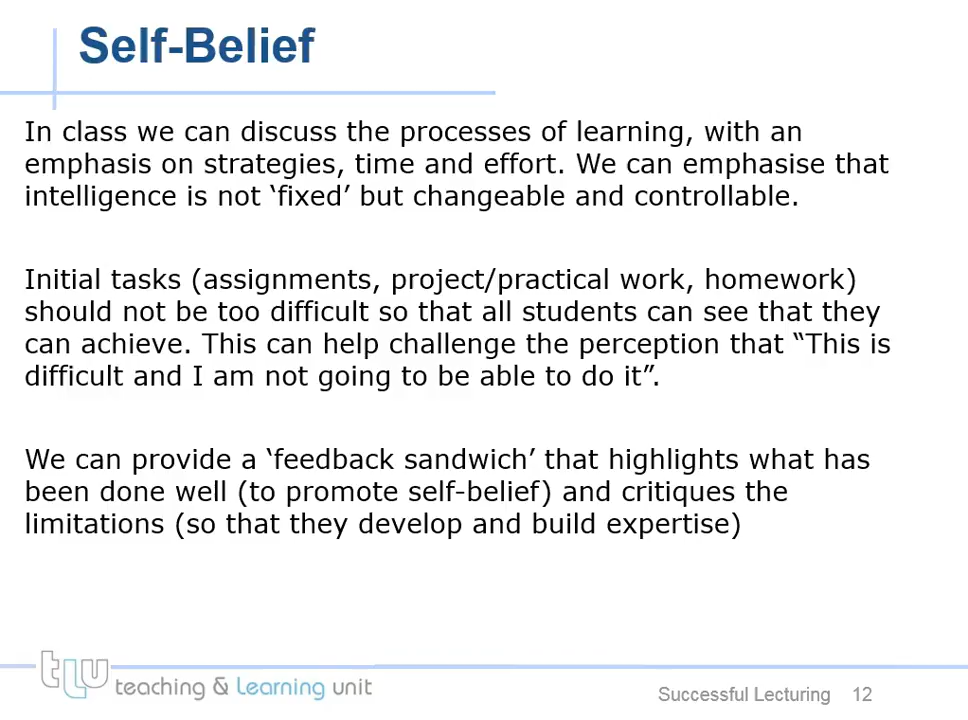 Self-Belief
In class we can discuss the processes of learning, with an
emphasis on strategies, time and effort. We can emphasise that
intelligence is not ‘fixed’ but changeable and controllable.
Initial tasks (assignments, project/practical work, homework)
should not be too difficult so that all students can see that they
can achieve. This can help challenge the perception that “This is
difficult and I am not going to be able to do it”.
We can provide a ‘feedback sandwich’ that highlights what has
been done well (to promote self-belief) and critiques the
limitations (so that they develop and build expertise)
tLU teaching & Learning unit
Successful Lecturing 12